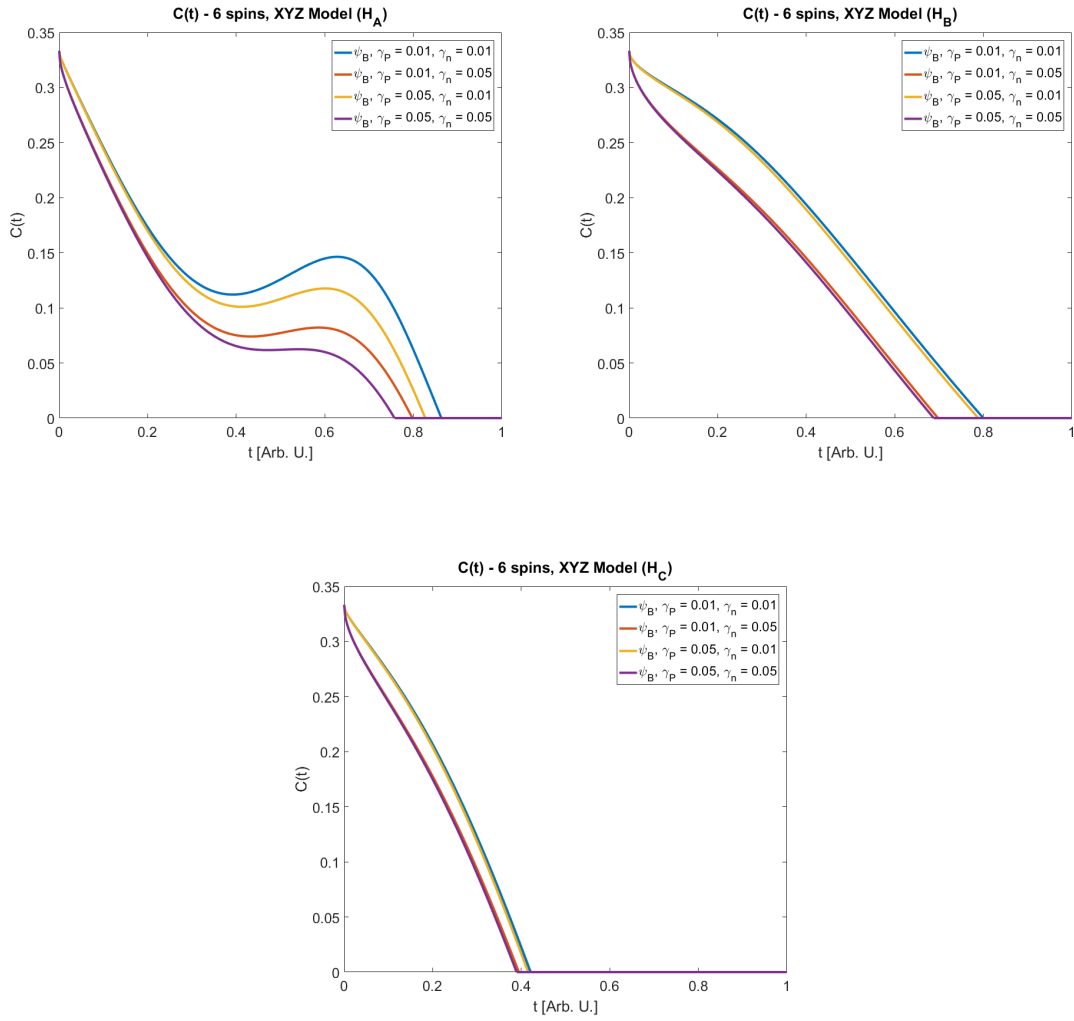 C(t) - 6 spins, XYZ Model (H_A)
0.35
0.3
0.25
0.2
0.15
0.1
0.05
0
C(t)
0 0.2 0.4 0.6 0.8 1
t [Arb. U.]
ψ_B, γ_P = 0.01, γ_n = 0.01
ψ_B, γ_P = 0.01, γ_n = 0.05
ψ_B, γ_P = 0.05, γ_n = 0.01
ψ_B, γ_P = 0.05, γ_n = 0.05
C(t) - 6 spins, XYZ Model (H_B)
0.35
0.3
0.25
0.2
0.15
0.1
0.05
0
C(t)
0 0.2 0.4 0.6 0.8 1
t [Arb. U.]
ψ_B, γ_P = 0.01, γ_n = 0.01
ψ_B, γ_P = 0.01, γ_n = 0.05
ψ_B, γ_P = 0.05, γ_n = 0.01
ψ_B, γ_P = 0.05, γ_n = 0.05
C(t) - 6 spins, XYZ Model (H_C)
0.35
0.3
0.25
0.2
0.15
0.1
0.05
0
C(t)
0 0.2 0.4 0.6 0.8 1
t [Arb. U.]
ψ_B, γ_P = 0.01, γ_n = 0.01
ψ_B, γ_P = 0.01, γ_n = 0.05
ψ_B, γ_P = 0.05, γ_n = 0.01
ψ_B, γ_P = 0.05, γ_n = 0.05